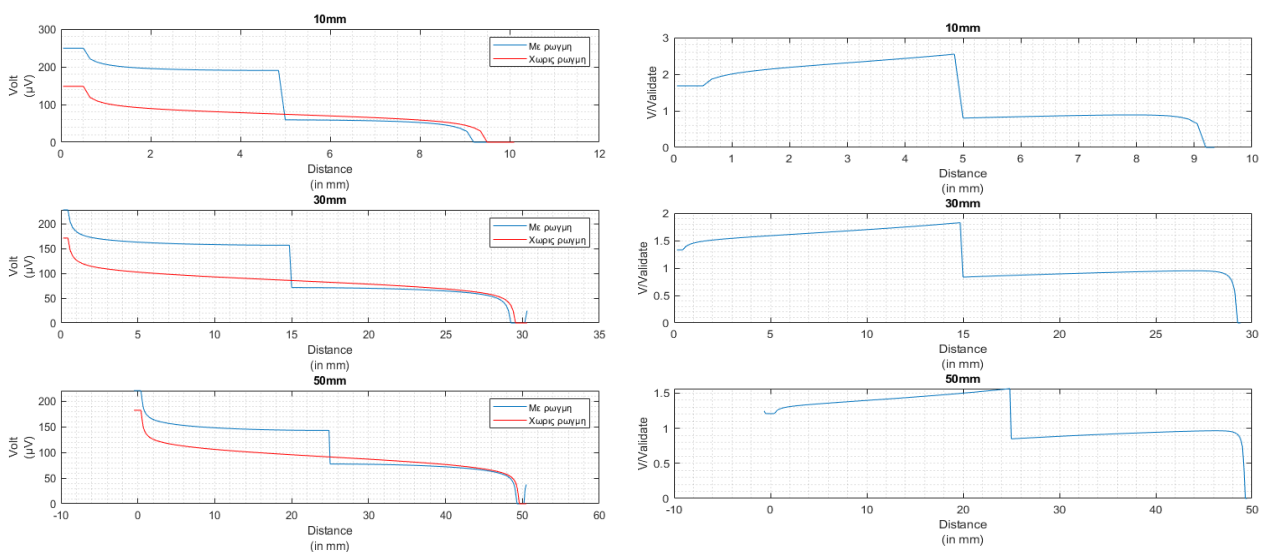 10mm
300
200
100
0
Volt
(μV)
Με ρωγμη
Χωρις ρωγμη
0 2 4 6 8 10 12
Distance
(in mm)
30mm
200
150
100
50
0
Volt
(μV)
Με ρωγμη
Χωρις ρωγμη
0 5 10 15 20 25 30 35
Distance
(in mm)
50mm
200
150
100
50
0
Volt
(μV)
Με ρωγμη
Χωρις ρωγμη
-10 0 10 20 30 40 50 60
Distance
(in mm)
10mm
3
2
1
0
V/Validate
0 1 2 3 4 5 6 7 8 9 10
Distance
(in mm)
30mm
2
1.5
1
0.5
0
V/Validate
0 5 10 15 20 25 30
Distance
(in mm)
50mm
1.5
1
0.5
0
V/Validate
-10 0 10 20 30 40 50
Distance
(in mm)